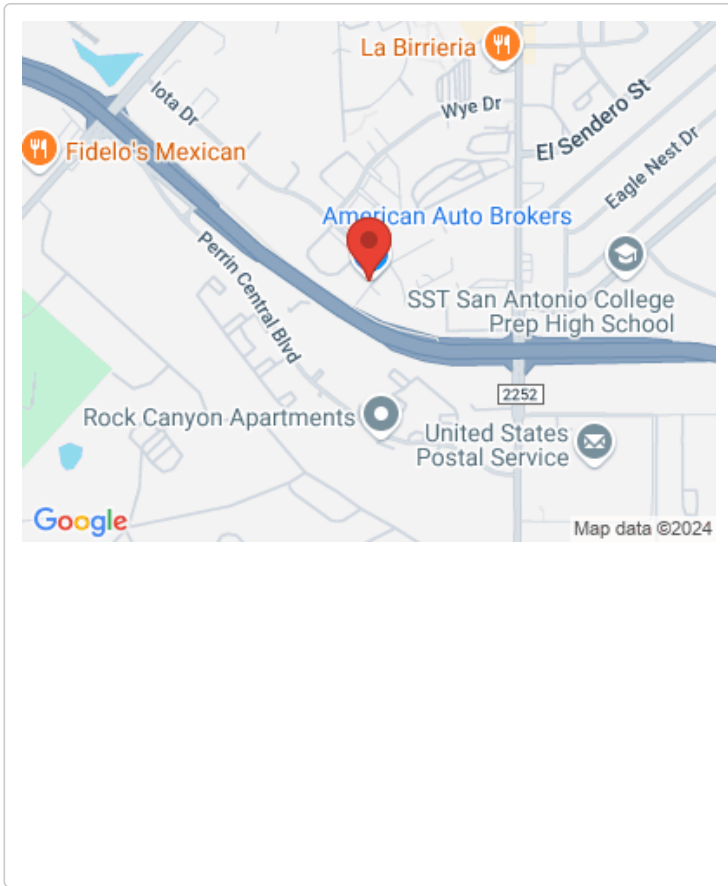 La Birrieria
Iota Dr
Wye Dr
El Sendero St
Fidelo's Mexican
Eagle Nest Dr
American Auto Brokers
Perrin Central Blvd
SST San Antonio College
Prep High School
2252
Rock Canyon Apartments
United States
Postal Service
Google
Map data ©2024